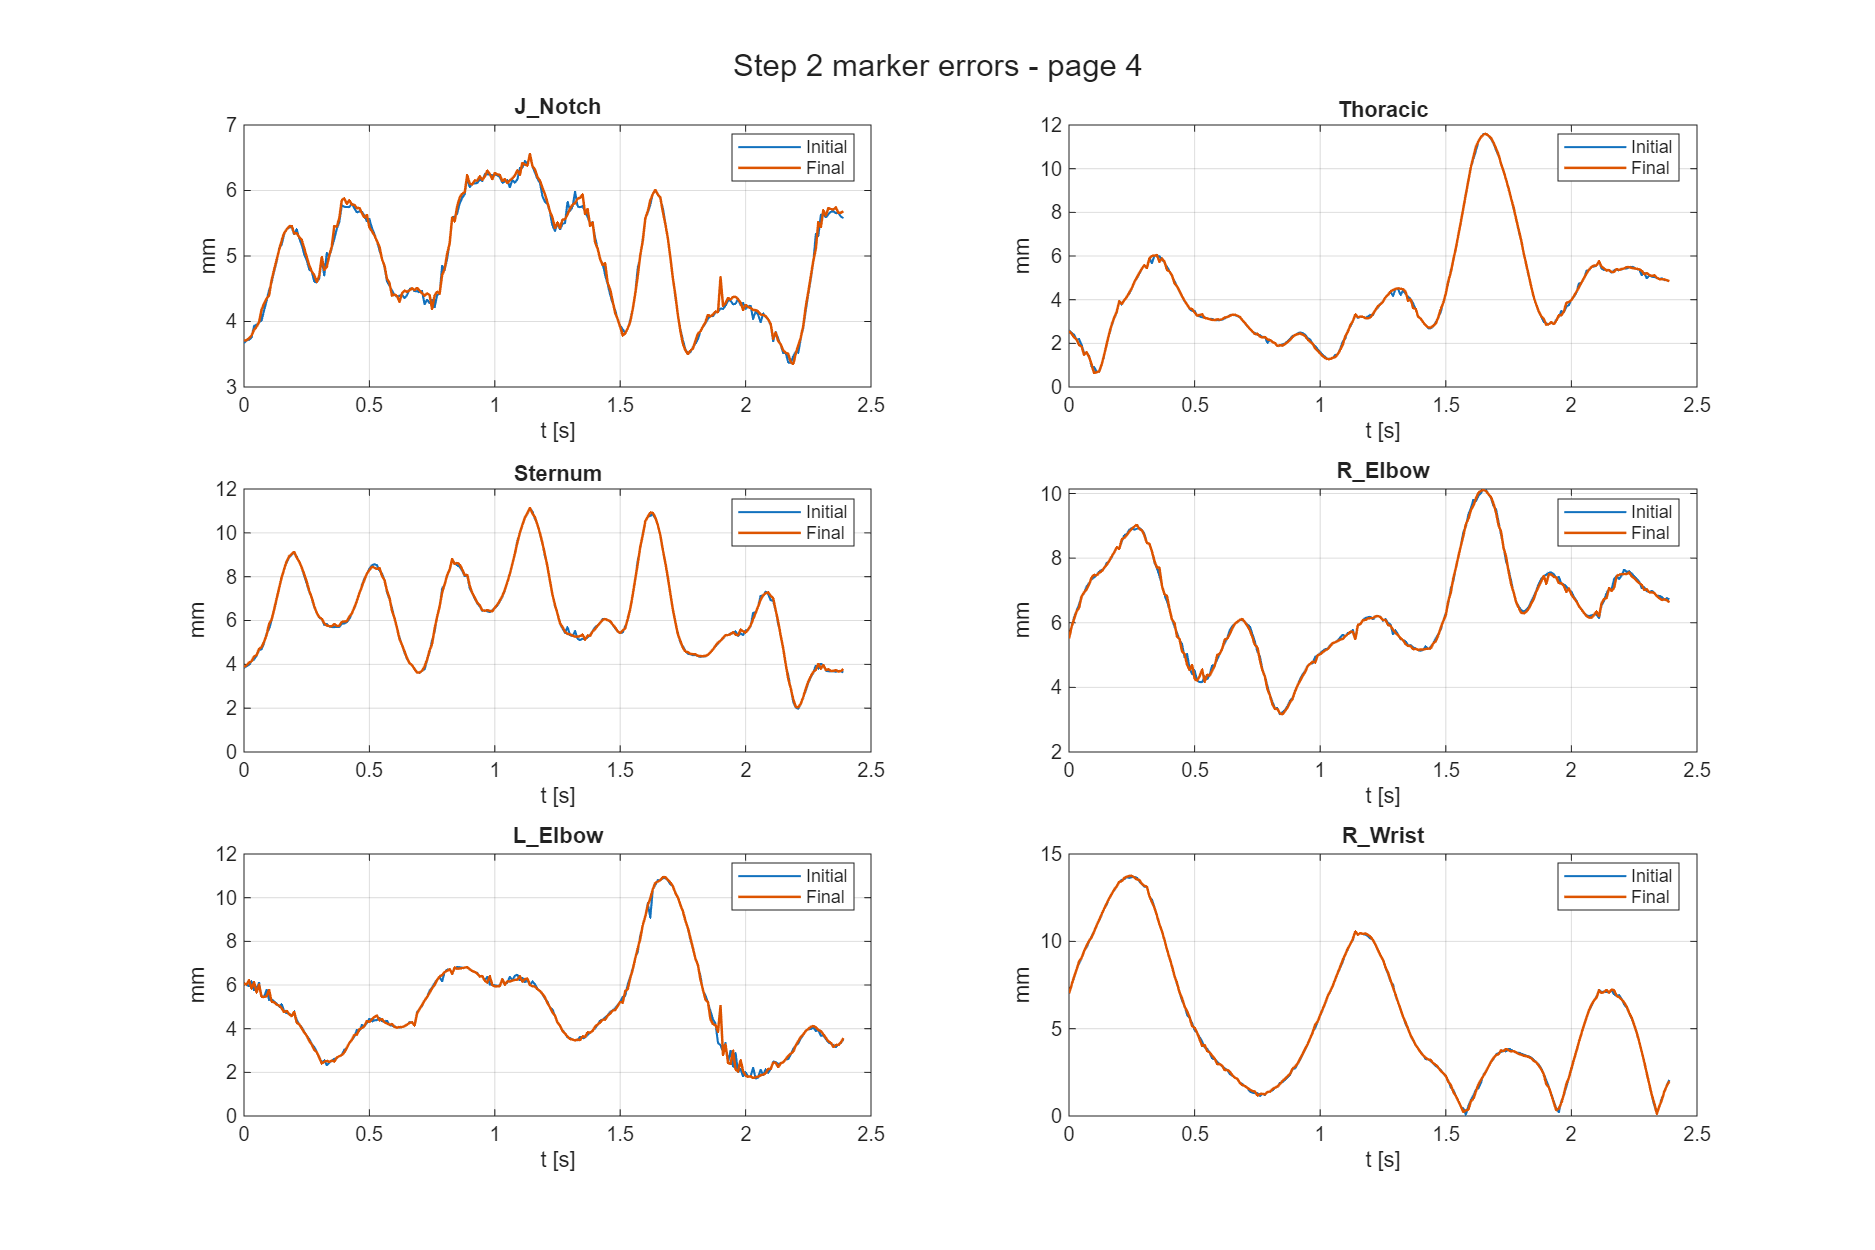 Step 2 marker errors - page 4
J_Notch
7
6
5
4
3
mm
Initial
Final
0 0.5 1 1.5 2 2.5
t [s]
Thoracic
12
10
8
6
4
2
0
mm
Initial
Final
0 0.5 1 1.5 2 2.5
t [s]
Sternum
12
10
8
6
4
2
0
mm
Initial
Final
0 0.5 1 1.5 2 2.5
t [s]
R_Elbow
10
8
6
4
2
mm
Initial
Final
0 0.5 1 1.5 2 2.5
t [s]
L_Elbow
12
10
8
6
4
2
0
mm
Initial
Final
0 0.5 1 1.5 2 2.5
t [s]
R_Wrist
15
10
5
0
mm
Initial
Final
0 0.5 1 1.5 2 2.5
t [s]